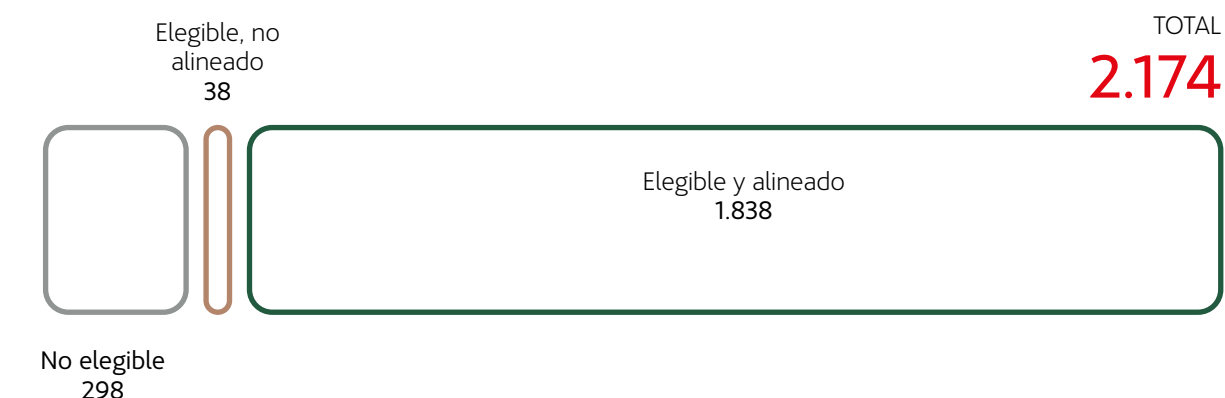 Elegible, no
alineado
38
TOTAL
2.174
Elegible y alineado
1.838
No elegible
298